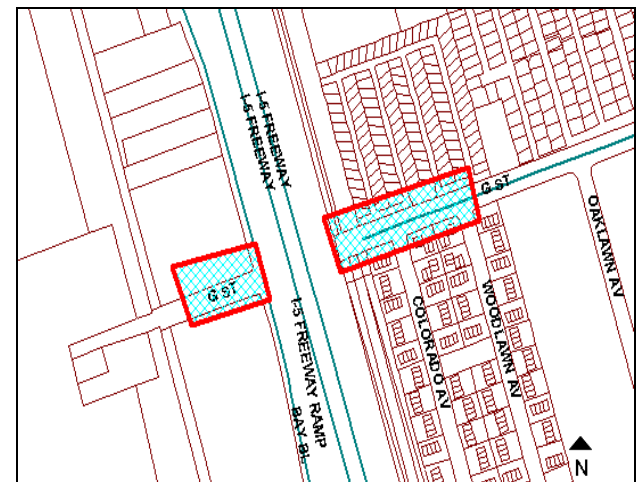 I-5 FREEWAY
I-5 FREEWAY
G ST
OAKLAWN AV
G ST
WOODLAWN AV
COLORADO AV
I-5 FREEWAY RAMP
BAY BL
N